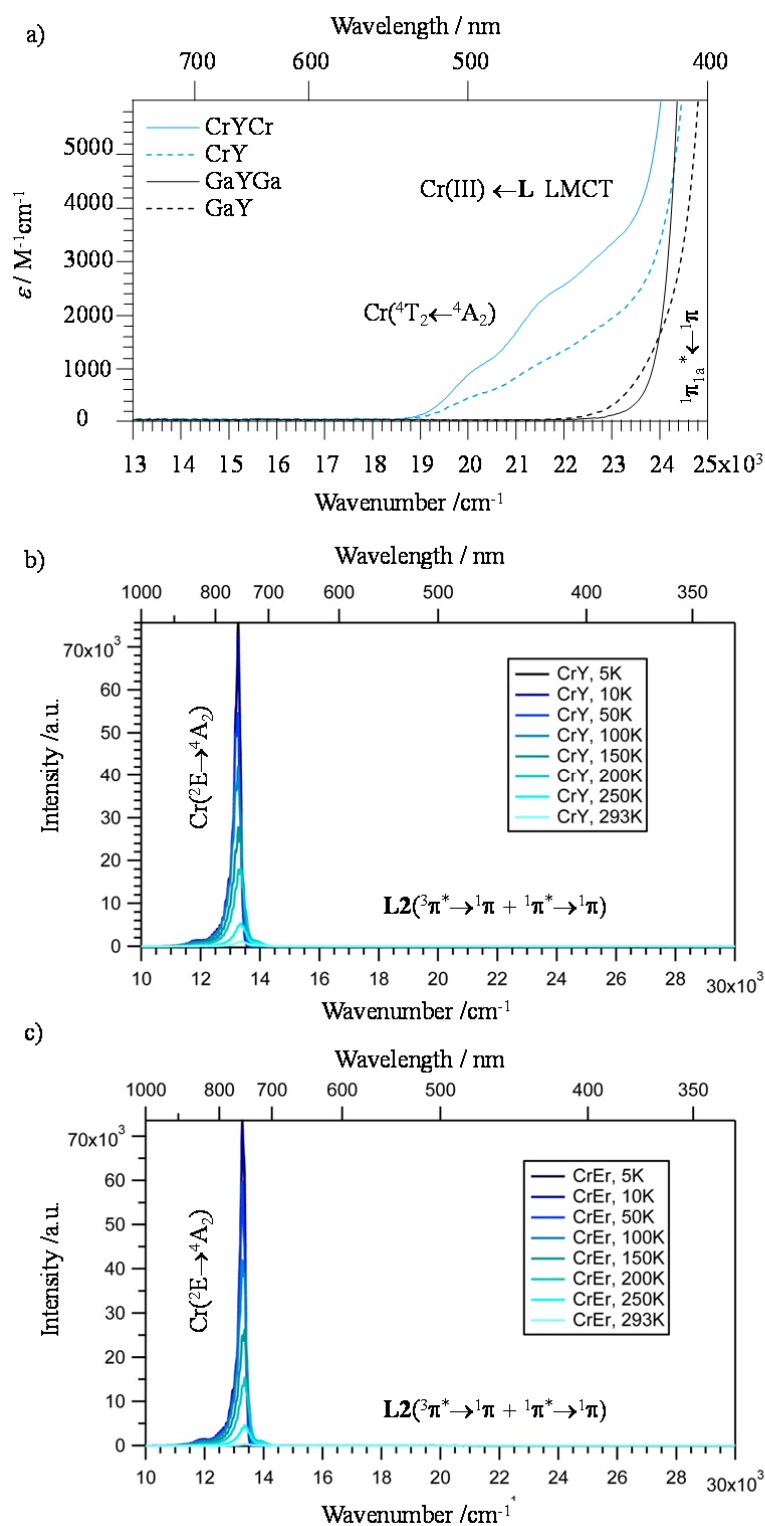 a)
Wavelength / nm
700 600 500 400
CrYCr
CrY
GaYGa
GaY
Cr(III) ←L LMCT
Cr(⁴T₂←⁴A₂)
¹π₁ₐ*←¹π
ε / M⁻¹cm⁻¹
5000
4000
3000
2000
1000
0
13 14 15 16 17 18 19 20 21 22 23 24 25x10³
Wavenumber /cm⁻¹
b)
Wavelength / nm
1000 900 800 700 600 500 400 350
70x10³
60
50
40
30
20
10
0
Intensity /a.u.
Cr(²E→⁴A₂)
CrY, 5K
CrY, 10K
CrY, 50K
CrY, 100K
CrY, 150K
CrY, 200K
CrY, 250K
CrY, 293K
L2(³π*→¹π + ¹π*→¹π)
10 12 14 16 18 20 22 24 26 28 30x10³
Wavenumber /cm⁻¹
c)
Wavelength / nm
1000 800 700 600 500 400 350
70x10³
60
50
40
30
20
10
0
Intensity /a.u.
Cr(²E→⁴A₂)
CrEr, 5K
CrEr, 10K
CrEr, 50K
CrEr, 100K
CrEr, 150K
CrEr, 200K
CrEr, 250K
CrEr, 293K
L2(³π*→¹π + ¹π*→¹π)
10 12 14 16 18 20 22 24 26 28 30x10³
Wavenumber /cm⁻¹